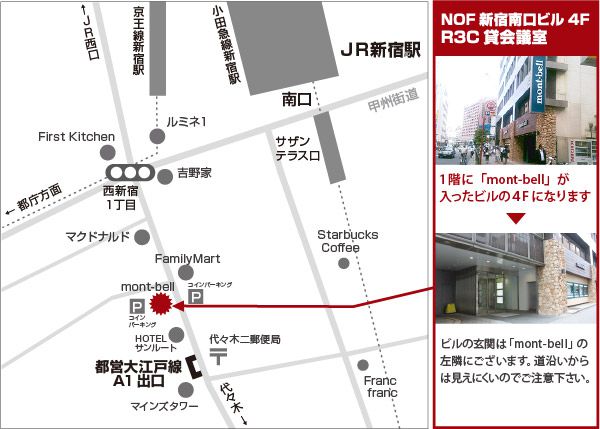 ←JR西口
京王線新宿駅
小田急線新宿駅
JR新宿駅
南口
甲州街道
ルミネ1
First Kitchen
サザン
テラス口
吉野家
←都庁方面
西新宿
1丁目
マクドナルド
Starbucks
Coffee
FamilyMart
mont-bell
P
コインパーキング
P
コイン
パーキング
HOTEL
サンルート
代々木二郵便局
〒
都営大江戸線
A1出口
Franc
franc
代々木→
マインズタワー
NOF 新宿南口ビル 4F
R3C 貸会議室
mont-bell
1階に「mont-bell」が
入ったビルの4Fになります
ビルの玄関は「mont-bell」の
左隣にございます。道沿いから
は見えにくいのでご注意下さい。